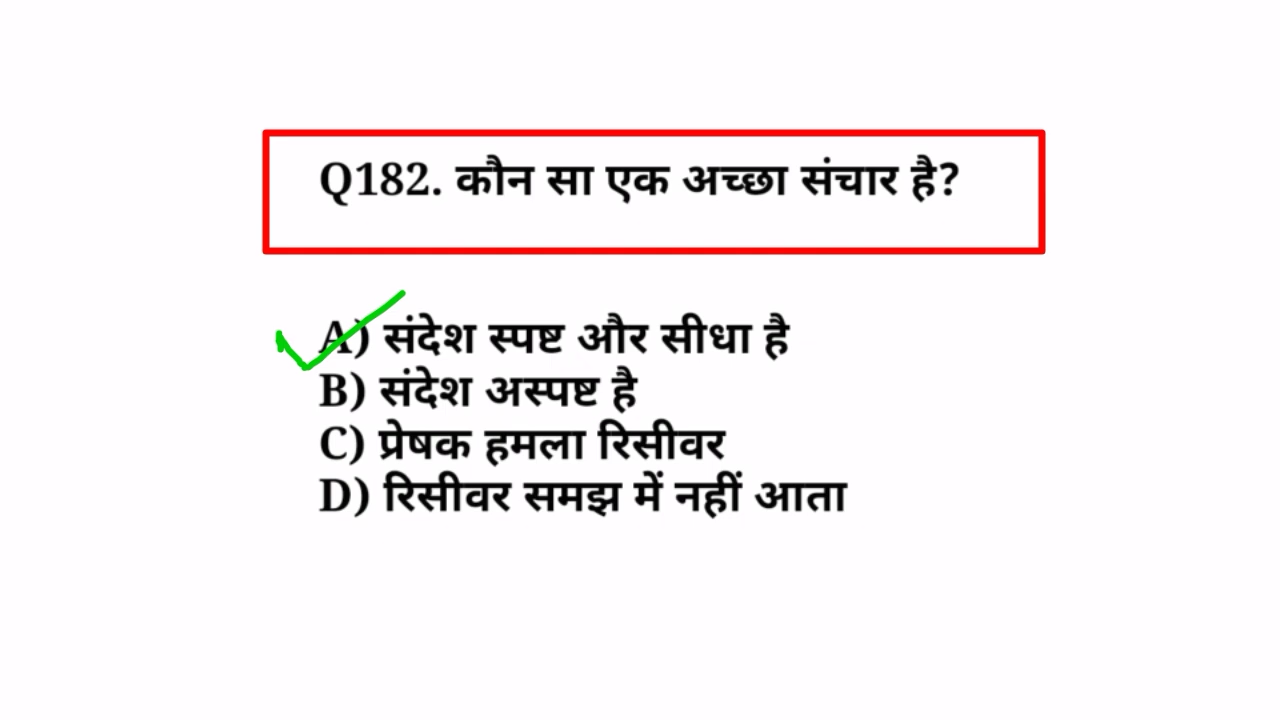 Q182. कौन सा एक अच्छा संचार है?
A) संदेश स्पष्ट और सीधा है
B) संदेश अस्पष्ट है
C) प्रेषक हमला रिसीवर
D) रिसीवर समझ में नहीं आता